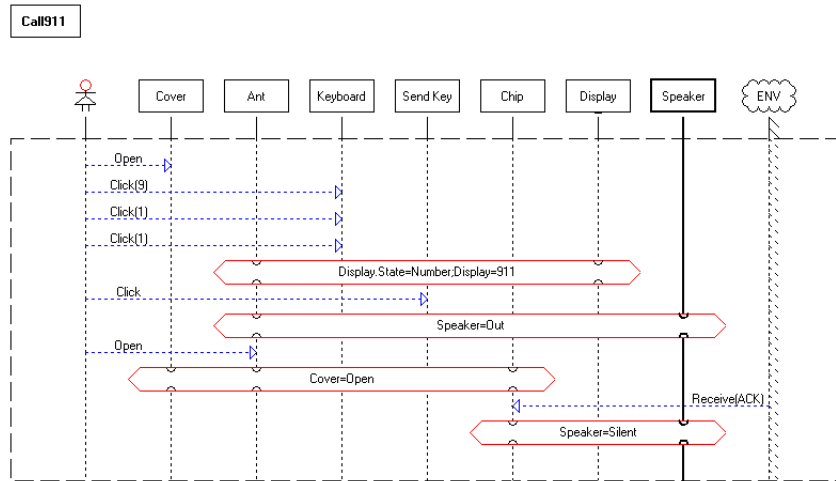 Call911
Cover
Ant
Keyboard
Send Key
Chip
Display
Speaker
ENV
Open
Click(9)
Click(1)
Click(1)
Display.State=Number;Display=911
Click
Speaker=Out
Open
Cover=Open
Receive(ACK)
Speaker=Silent